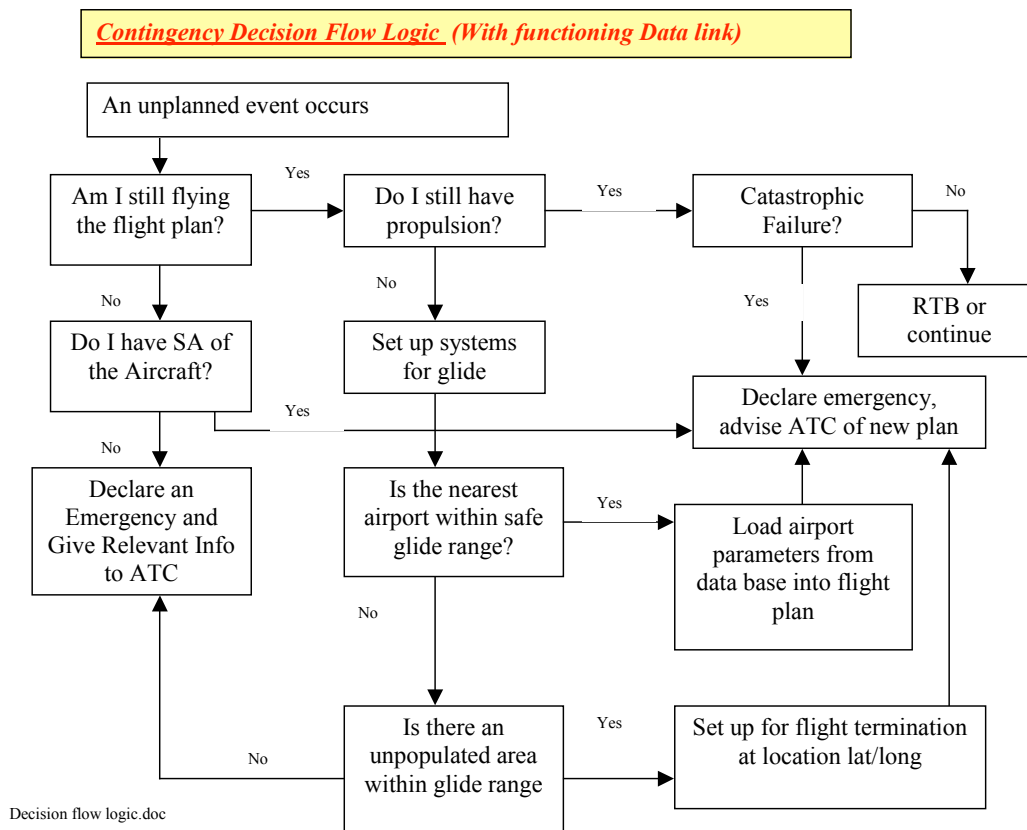 Contingency Decision Flow Logic (With functioning Data link)
An unplanned event occurs
Am I still flying
the flight plan?
Yes
Do I still have
propulsion?
Yes
Catastrophic
Failure?
No
No
No
Yes
RTB or
continue
Do I have SA of
the Aircraft?
Set up systems
for glide
Yes
Declare emergency,
advise ATC of new plan
No
Declare an
Emergency and
Give Relevant Info
to ATC
Is the nearest
airport within safe
glide range?
Yes
Load airport
parameters from
data base into flight
plan
No
Is there an
unpopulated area
within glide range
No
Yes
Set up for flight termination
at location lat/long
Decision flow logic.doc